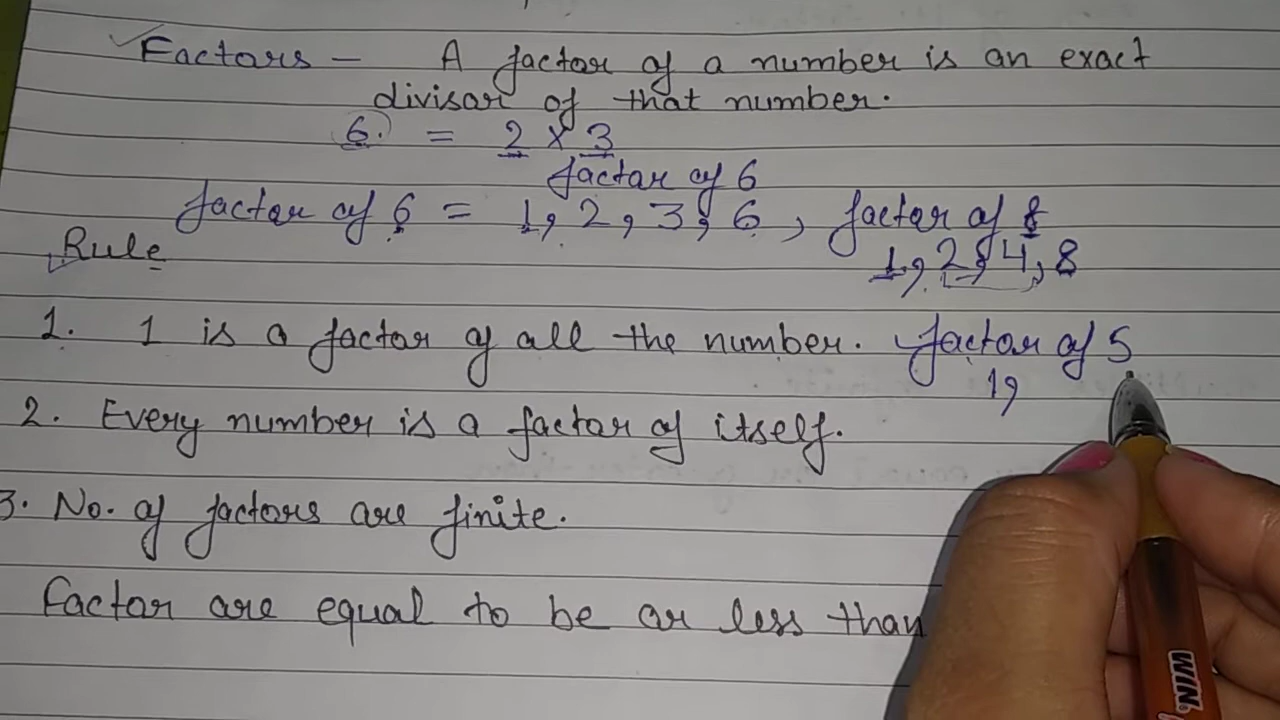 Factors - A factor of a number is an exact
divisor of that number.
6. = 2 × 3
factor of 6
factor of 6 = 1, 2, 3, 6, factor of 8
1, 2, 4, 8
Rule
1. 1 is a factor of all the number. factor of 5
1,
2. Every number is a factor of itself.
3. No. of factors are finite.
Factor are equal to be or less than
WIN